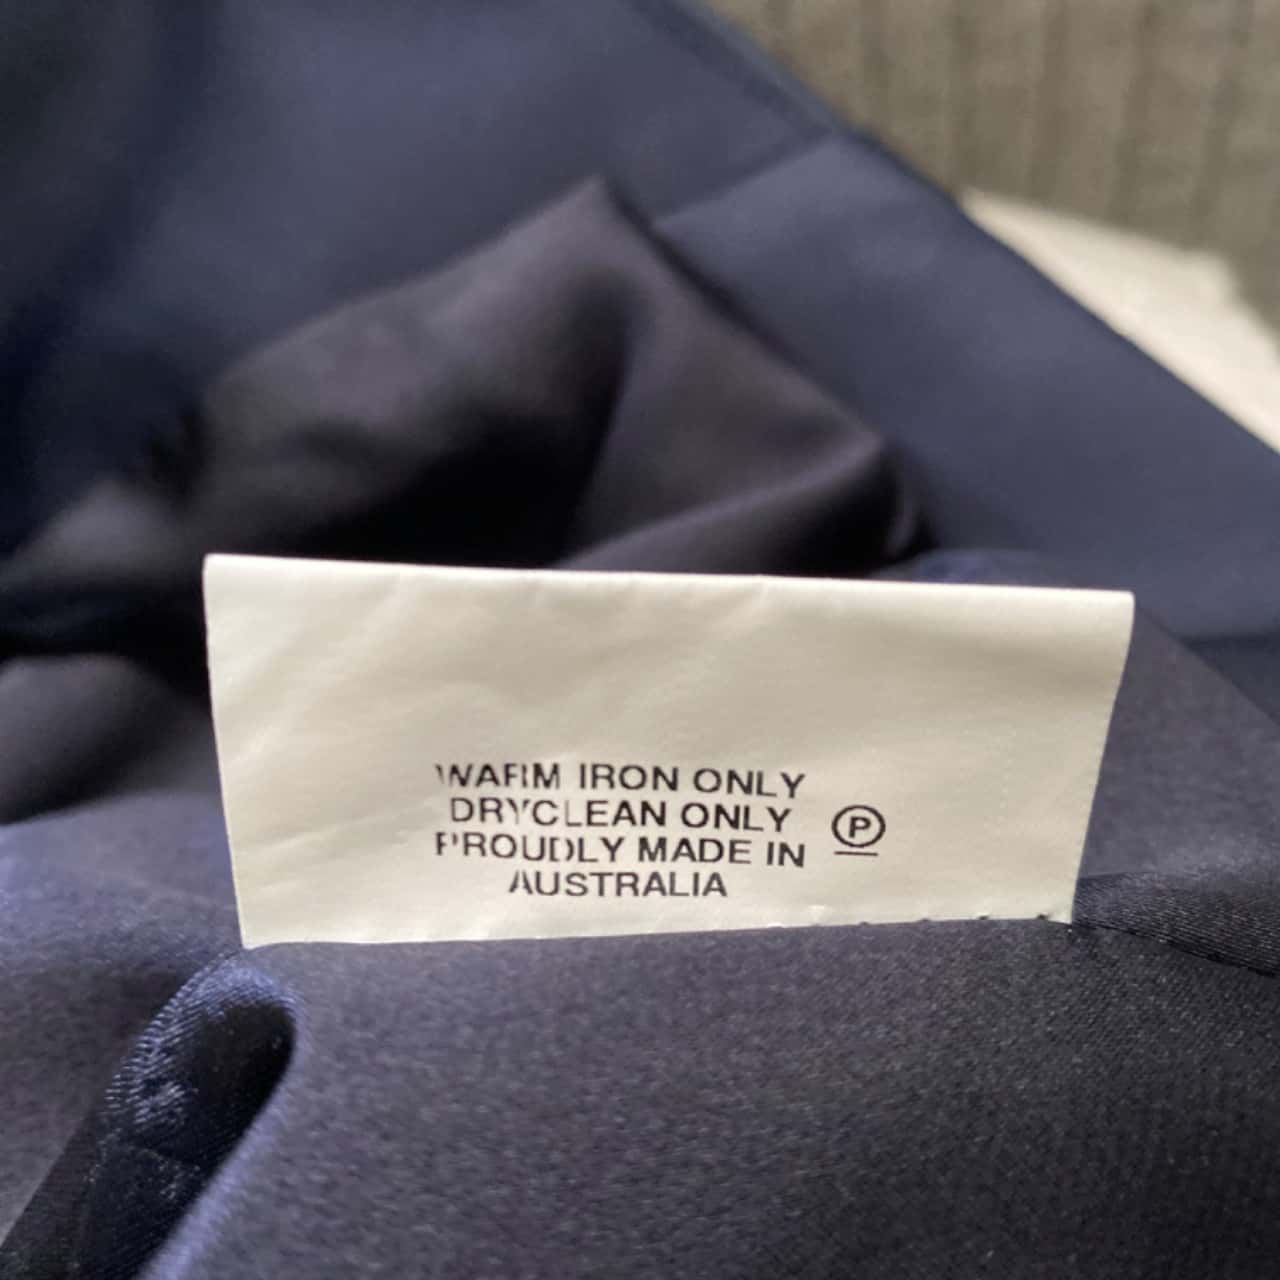 WARM IRON ONLY
DRYCLEAN ONLY
PROUDLY MADE IN
AUSTRALIA
P